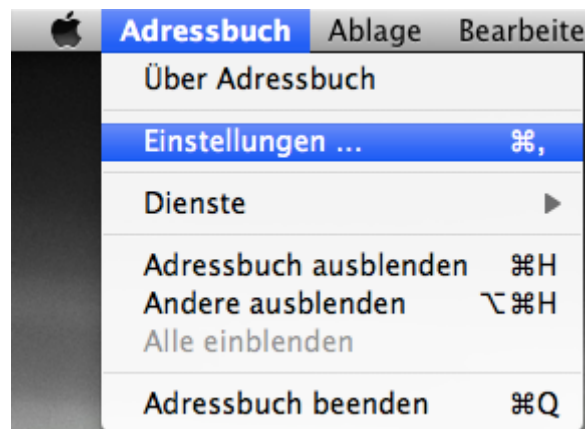 Adressbuch Ablage Bearbeite
Über Adressbuch
Einstellungen ... ⌘,
Dienste
Adressbuch ausblenden ⌘H
Andere ausblenden ⌥⌘H
Alle einblenden
Adressbuch beenden ⌘Q